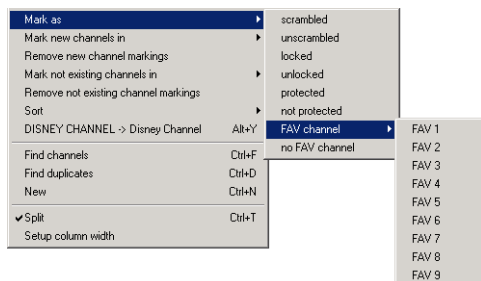 Mark as
Mark new channels in
Remove new channel markings
Mark not existing channels in
Remove not existing channel markings
Sort
DISNEY CHANNEL -> Disney Channel Alt+Y
Find channels Ctrl+F
Find duplicates Ctrl+D
New Ctrl+N
Split Ctrl+T
Setup column width
scrambled
unscrambled
locked
unlocked
protected
not protected
FAV channel
no FAV channel
FAV 1
FAV 2
FAV 3
FAV 4
FAV 5
FAV 6
FAV 7
FAV 8
FAV 9